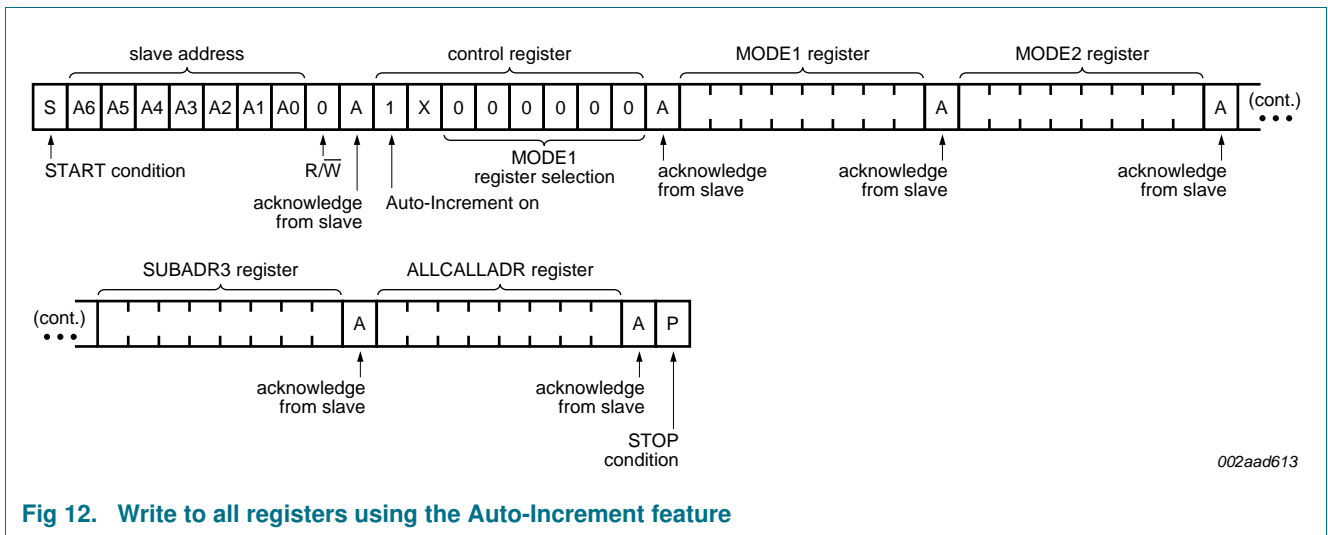 slave address control register MODE1 register MODE2 register
S A6 A5 A4 A3 A2 A1 A0 0 A 1 X 0 0 0 0 0 0 A A A (cont.)
START condition R/W̅ acknowledge from slave Auto-Increment on MODE1 register selection acknowledge from slave acknowledge from slave acknowledge from slave
SUBADR3 register ALLCALLADR register
(cont.) A A P
acknowledge from slave acknowledge from slave
STOP condition
002aad613
Fig 12. Write to all registers using the Auto-Increment feature